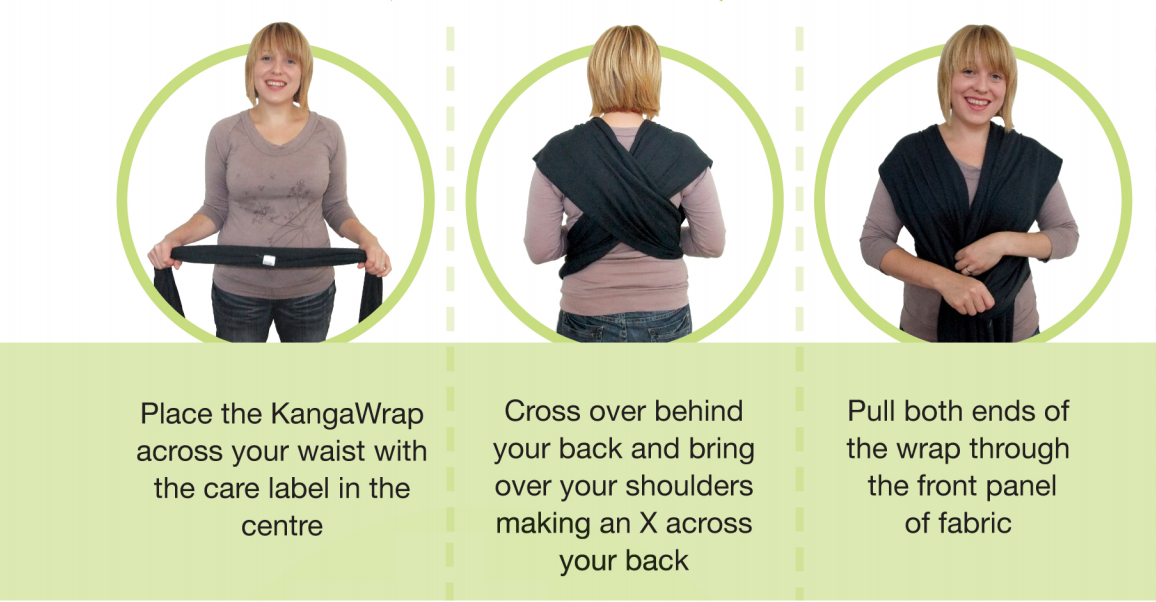 Place the KangaWrap
across your waist with
the care label in the
centre
Cross over behind
your back and bring
over your shoulders
making an X across
your back
Pull both ends of
the wrap through
the front panel
of fabric